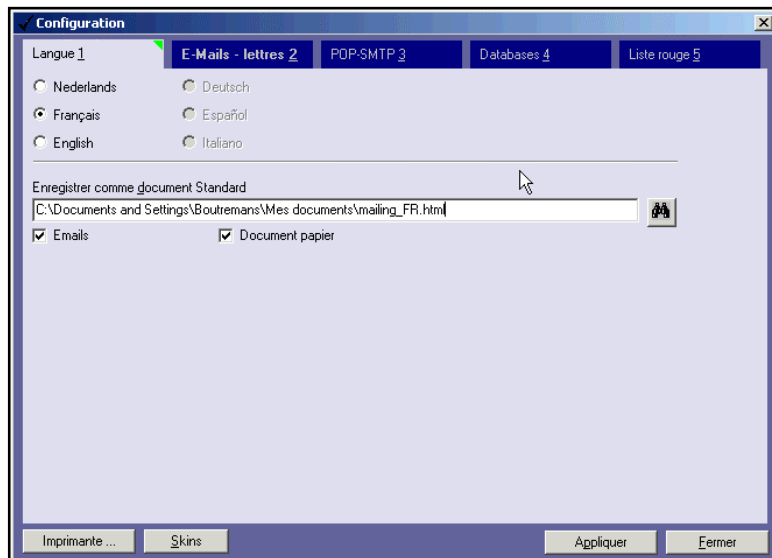 Configuration
Langue 1 E-Mails - lettres 2 POP-SMTP 3 Databases 4 Liste rouge 5
Nederlands Deutsch
Français Español
English Italiano
Enregistrer comme document Standard
C:\Documents and Settings\Boutremans\Mes documents\mailing_FR.html
Emails Document papier
Imprimante ... Skins Appliquer Fermer